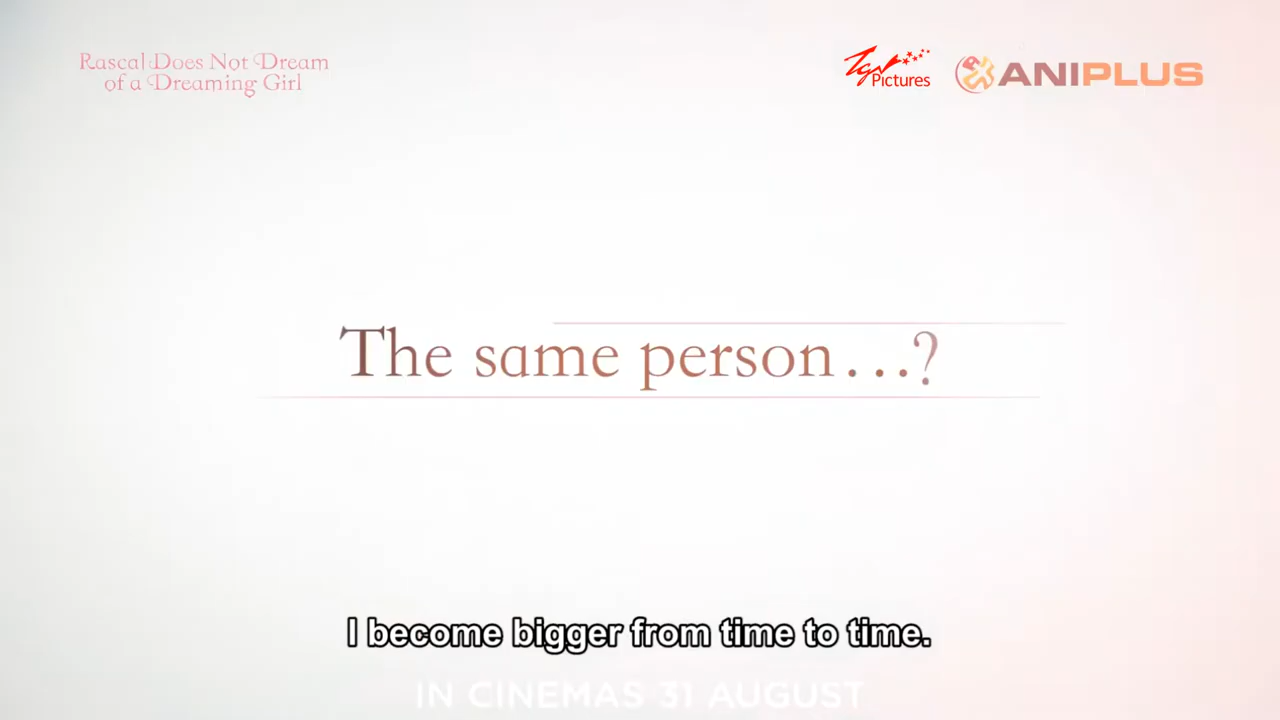 Rascal Does Not Dream
of a Dreaming Girl
TGV Pictures
ANIPLUS
The same person...?
I become bigger from time to time.
IN CINEMAS 31 AUGUST